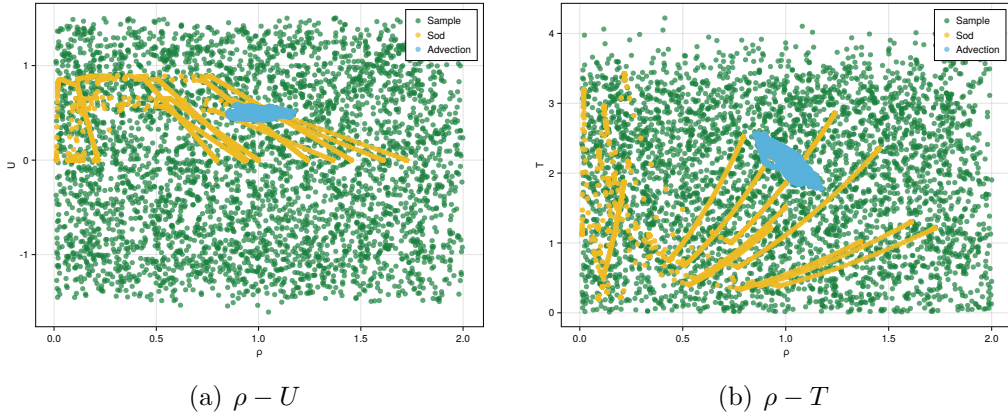 Sample
Sod
Advection
1
0
-1
U
0.0 0.5 1.0 1.5 2.0
ρ
(a) ρ − U
Sample
Sod
Advection
4
3
2
1
0
T
0.0 0.5 1.0 1.5 2.0
ρ
(b) ρ − T